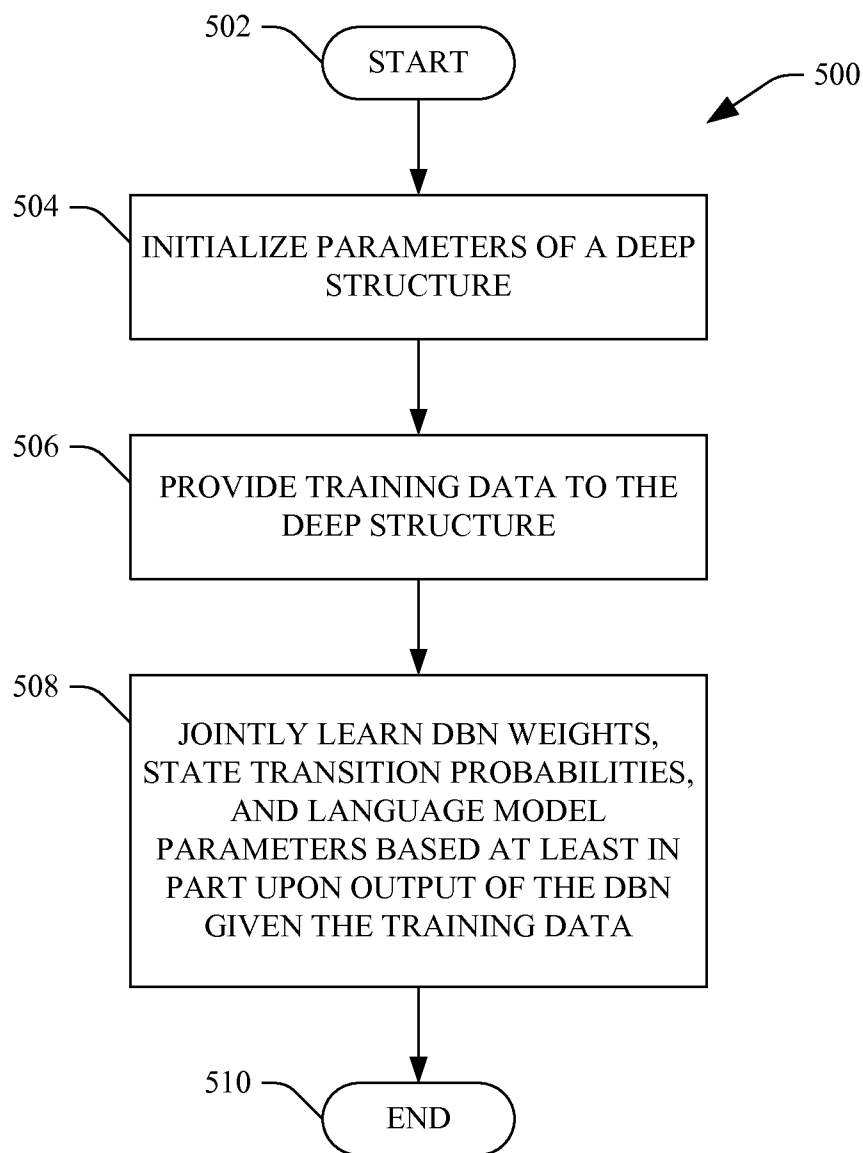 502
START
500
504
INITIALIZE PARAMETERS OF A DEEP
STRUCTURE
506
PROVIDE TRAINING DATA TO THE
DEEP STRUCTURE
508
JOINTLY LEARN DBN WEIGHTS,
STATE TRANSITION PROBABILITIES,
AND LANGUAGE MODEL
PARAMETERS BASED AT LEAST IN
PART UPON OUTPUT OF THE DBN
GIVEN THE TRAINING DATA
510
END